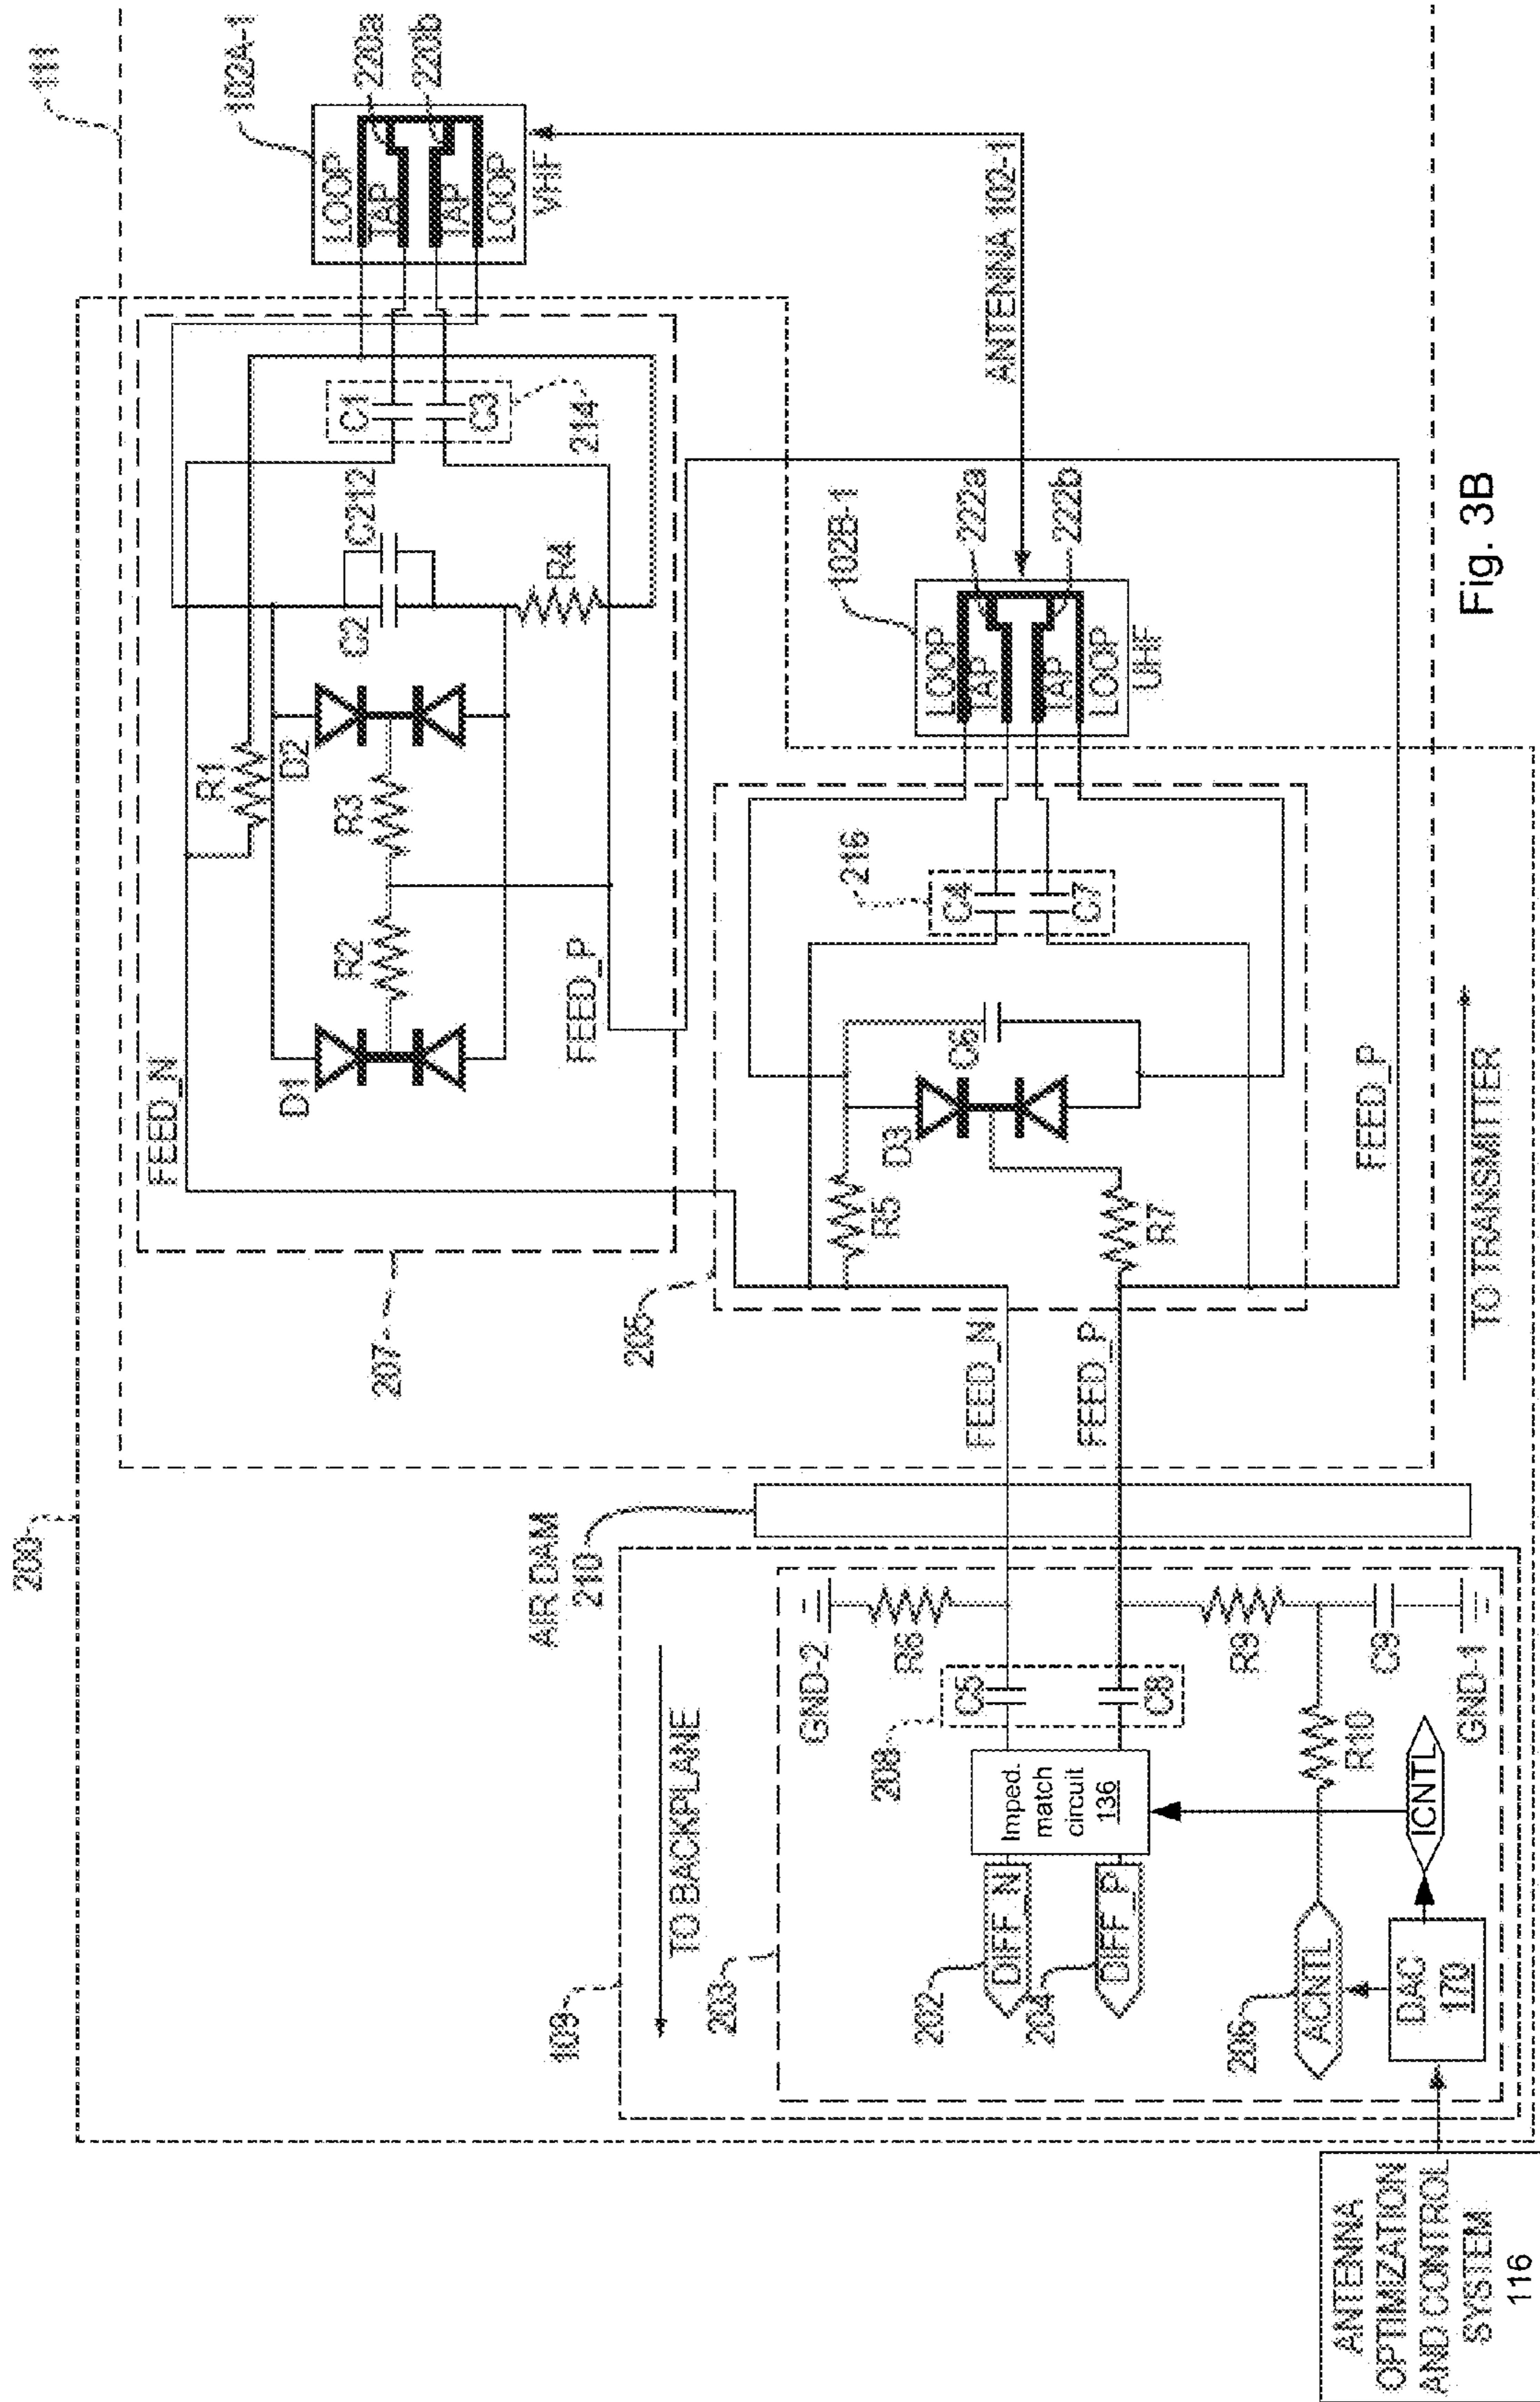 200
111
207
FEED_N
R1
D1
R2
R3
D2
C2
C212
R4
C1
C3
214
FEED_P
LOOP
TAP
TAP
LOOP
VHF
102A-1
220a
220b
ANTENNA 102-1
205
R5
D3
C6
R7
216
C4
C7
LOOP
TAP
TAP
LOOP
UHF
102B-1
222a
222b
FEED_N
FEED_P
FEED_P
TO TRANSMITTER
AIR DAM
210
109
TO BACKPLANE
203
GND-2
R6
208
C5
C8
Imped.
match
circuit
136
202
DIFF_N
204
DIFF_P
R9
206
ACNTL
R10
C9
GND-1
DAC
170
ICNTL
ANTENNA
OPTIMIZATION
AND CONTROL
SYSTEM
116
Fig. 3B